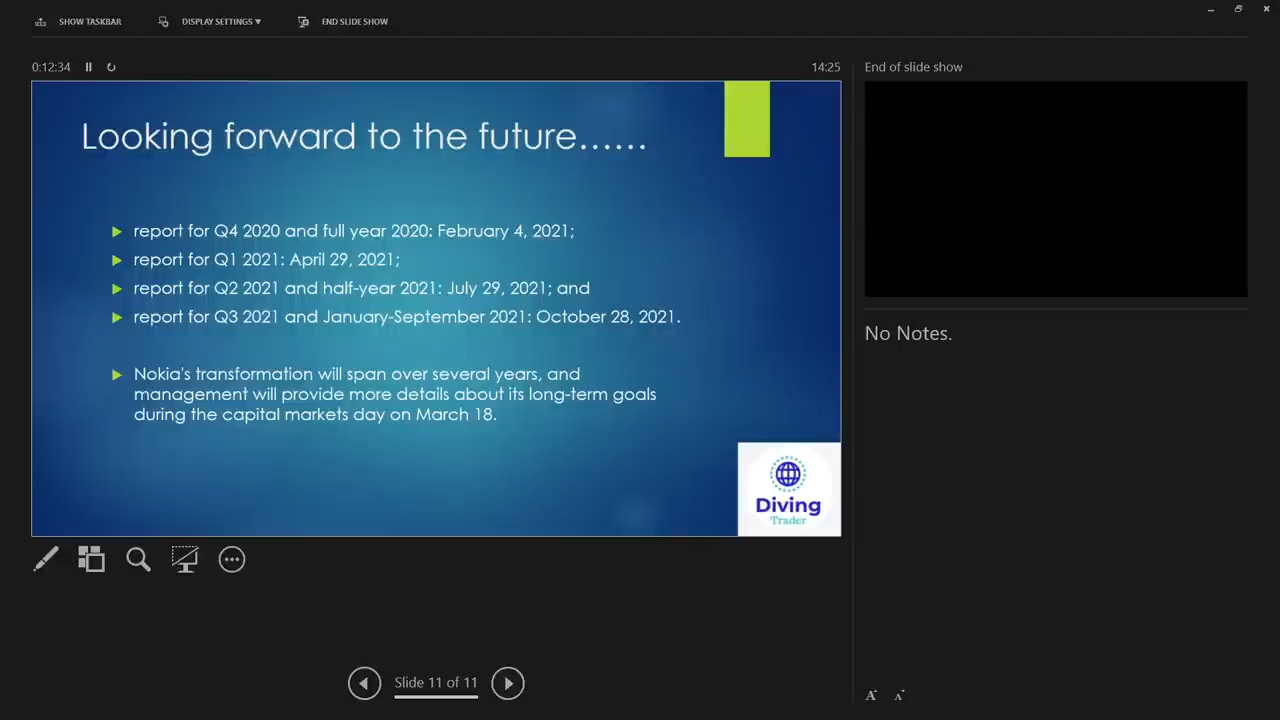 SHOW TASKBAR
DISPLAY SETTINGS ▾
END SLIDE SHOW
0:12:34
14:25
End of slide show
Looking forward to the future......
report for Q4 2020 and full year 2020: February 4, 2021;
report for Q1 2021: April 29, 2021;
report for Q2 2021 and half-year 2021: July 29, 2021; and
report for Q3 2021 and January-September 2021: October 28, 2021.
Nokia's transformation will span over several years, and
management will provide more details about its long-term goals
during the capital markets day on March 18.
Diving
Trader
No Notes.
Slide 11 of 11
A A